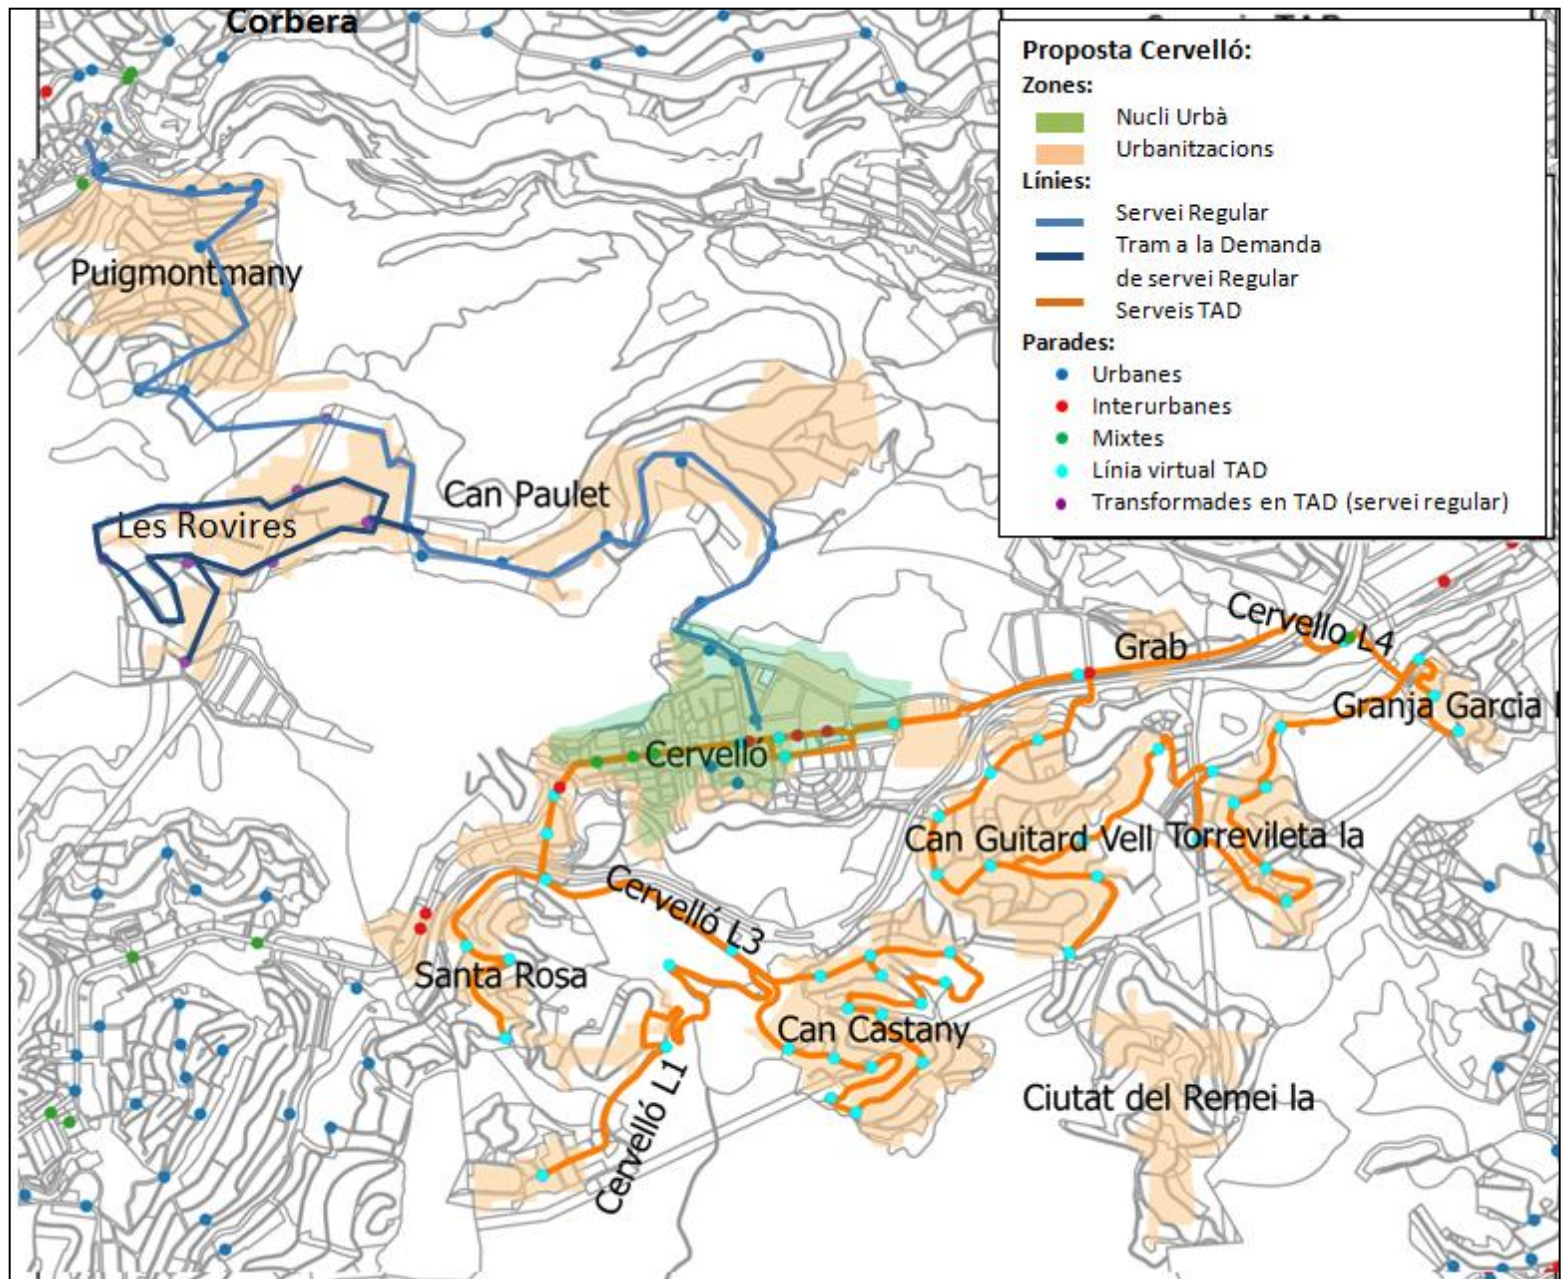 Corbera
Proposta Cervelló:
Zones:
Nucli Urbà
Urbanitzacions
Línies:
Servei Regular
Tram a la Demanda
de servei Regular
Serveis TAD
Parades:
Urbanes
Interurbanes
Mixtes
Línia virtual TAD
Transformades en TAD (servei regular)
Puigmontmany
Can Paulet
Les Rovires
Cervello L4
Grab
Granja Garcia
Cervelló
Can Guitard Vell
Torrevileta la
Cervelló L3
Santa Rosa
Can Castany
Cervelló L1
Ciutat del Remei la